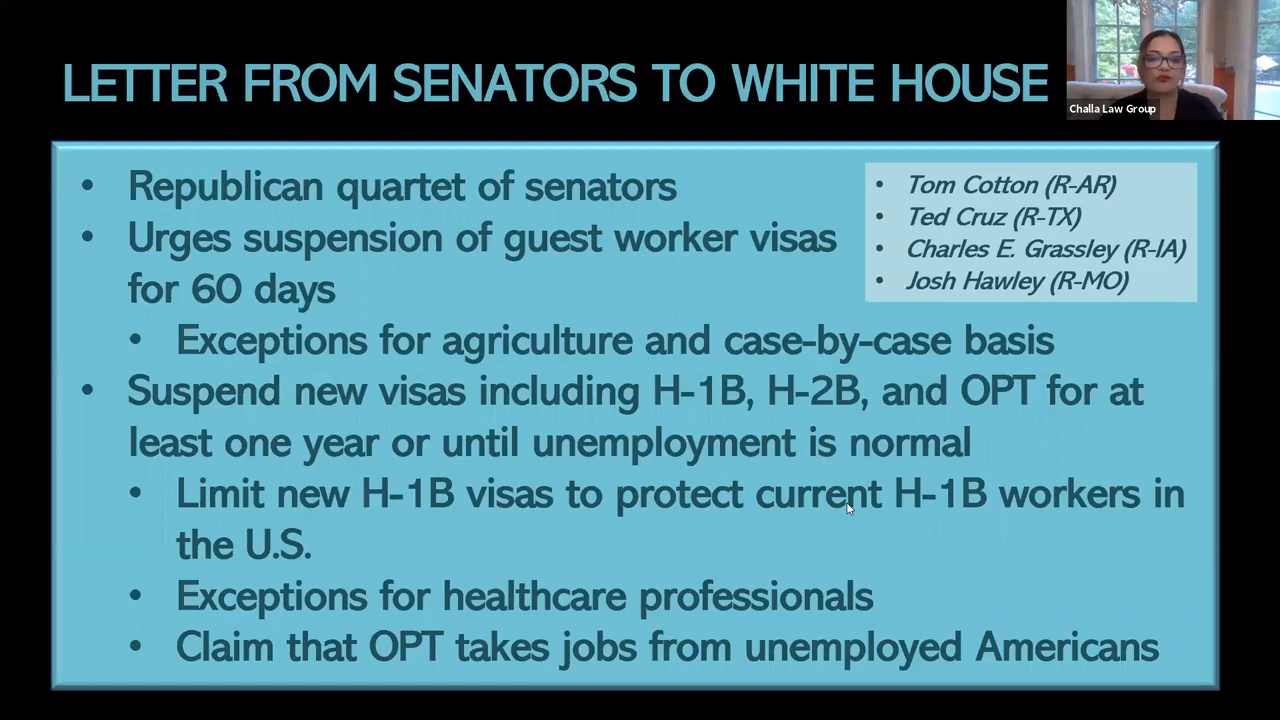 LETTER FROM SENATORS TO WHITE HOUSE
Challa Law Group
• Republican quartet of senators
• Urges suspension of guest worker visas
for 60 days
• Exceptions for agriculture and case-by-case basis
• Suspend new visas including H-1B, H-2B, and OPT for at
least one year or until unemployment is normal
• Limit new H-1B visas to protect current H-1B workers in
the U.S.
• Exceptions for healthcare professionals
• Claim that OPT takes jobs from unemployed Americans
• Tom Cotton (R-AR)
• Ted Cruz (R-TX)
• Charles E. Grassley (R-IA)
• Josh Hawley (R-MO)